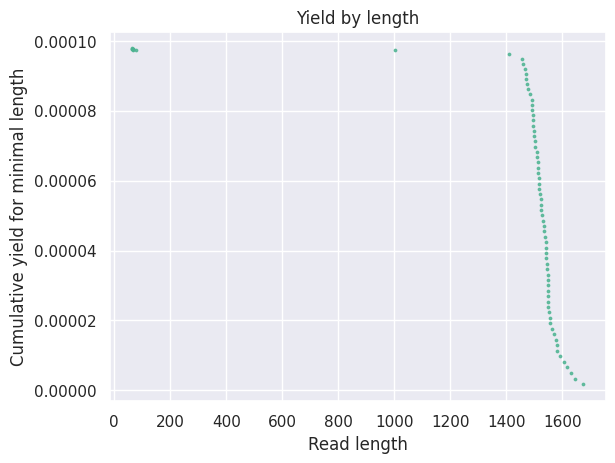 Yield by length
Cumulative yield for minimal length
0.00010
0.00008
0.00006
0.00004
0.00002
0.00000
0 200 400 600 800 1000 1200 1400 1600
Read length